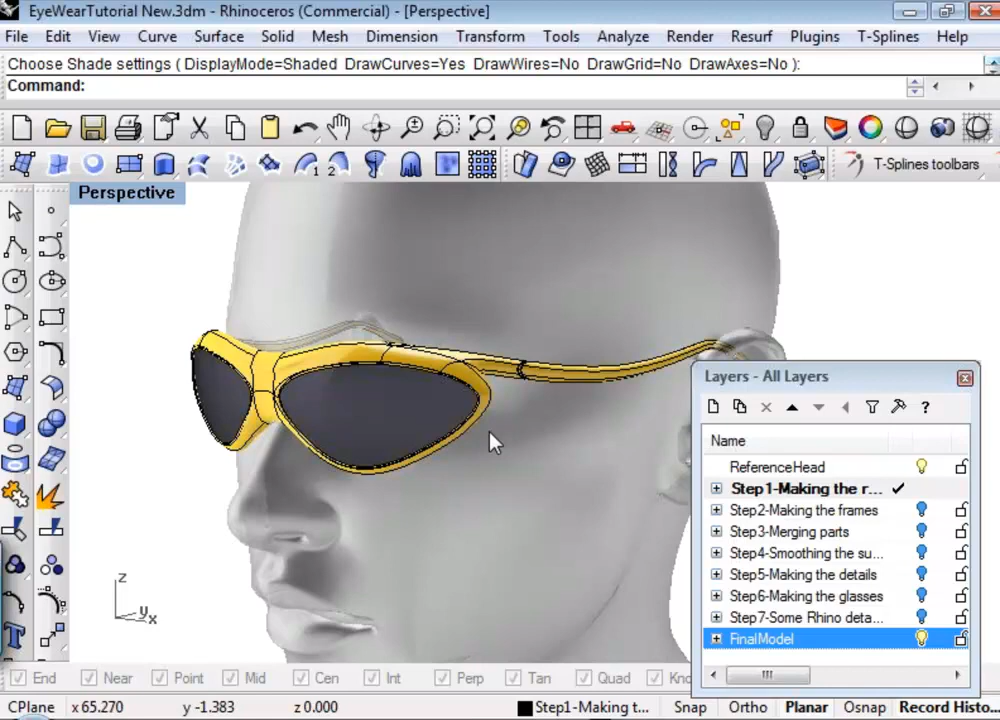 EyeWearTutorial New.3dm - Rhinoceros (Commercial) - [Perspective]
File Edit View Curve Surface Solid Mesh Dimension Transform Tools Analyze Render Resurf Plugins T-Splines Help
Choose Shade settings ( DisplayMode=Shaded DrawCurves=Yes DrawWires=No DrawGrid=No DrawAxes=No ):
Command:
1 2 T-Splines toolbars
Perspective
Layers - All Layers
?
Name
ReferenceHead
Step1-Making the r...
Step2-Making the frames
Step3-Merging parts
Step4-Smoothing the su...
Step5-Making the details
Step6-Making the glasses
Step7-Some Rhino deta...
FinalModel
z
y x
T
End Near Point Mid Cen Int Perp Tan Quad Kno
CPlane x 65.270 y -1.383 z 0.000 Step1-Making t... Snap Ortho Planar Osnap Record Histo...